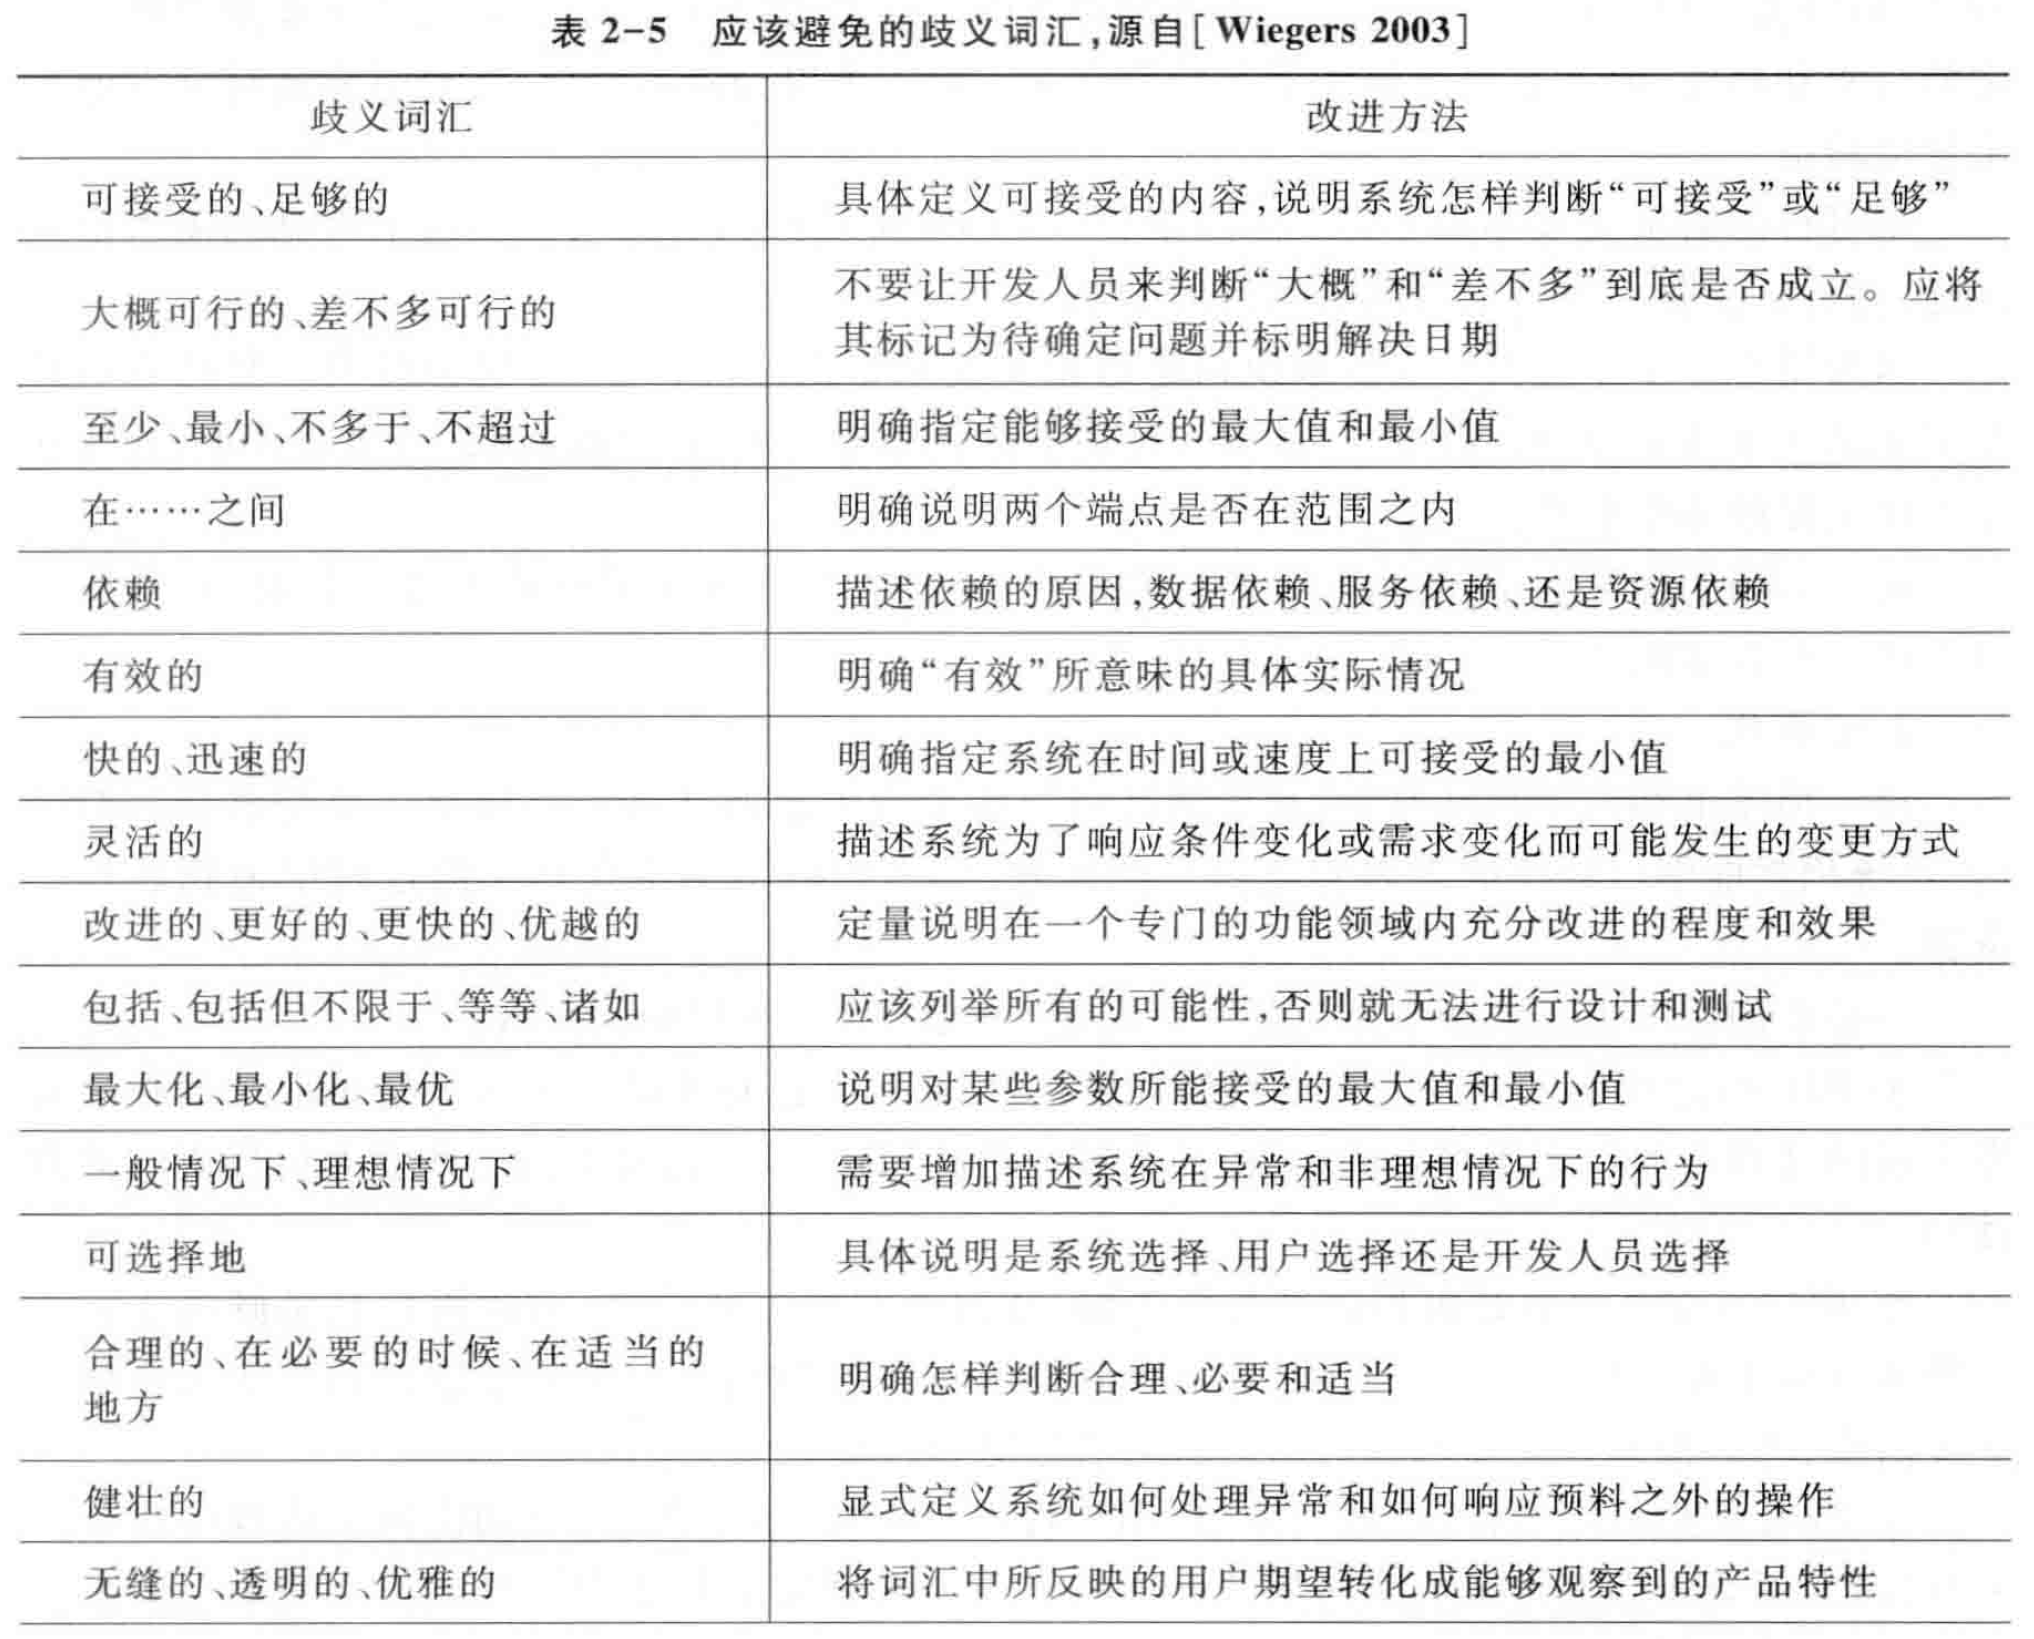 表 2-5 应该避免的歧义词汇,源自[Wiegers 2003]
歧义词汇 改进方法
可接受的、足够的 具体定义可接受的内容,说明系统怎样判断“可接受”或“足够”
大概可行的、差不多可行的 不要让开发人员来判断“大概”和“差不多”到底是否成立。应将
其标记为待确定问题并标明解决日期
至少、最小、不多于、不超过 明确指定能够接受的最大值和最小值
在……之间 明确说明两个端点是否在范围之内
依赖 描述依赖的原因,数据依赖、服务依赖、还是资源依赖
有效的 明确“有效”所意味的具体实际情况
快的、迅速的 明确指定系统在时间或速度上可接受的最小值
灵活的 描述系统为了响应条件变化或需求变化而可能发生的变更方式
改进的、更好的、更快的、优越的 定量说明在一个专门的功能领域内充分改进的程度和效果
包括、包括但不限于、等等、诸如 应该列举所有的可能性,否则就无法进行设计和测试
最大化、最小化、最优 说明对某些参数所能接受的最大值和最小值
一般情况下、理想情况下 需要增加描述系统在异常和非理想情况下的行为
可选择地 具体说明是系统选择、用户选择还是开发人员选择
合理的、在必要的时候、在适当的
地方
明确怎样判断合理、必要和适当
健壮的 显式定义系统如何处理异常和如何响应预料之外的操作
无缝的、透明的、优雅的 将词汇中所反映的用户期望转化成能够观察到的产品特性